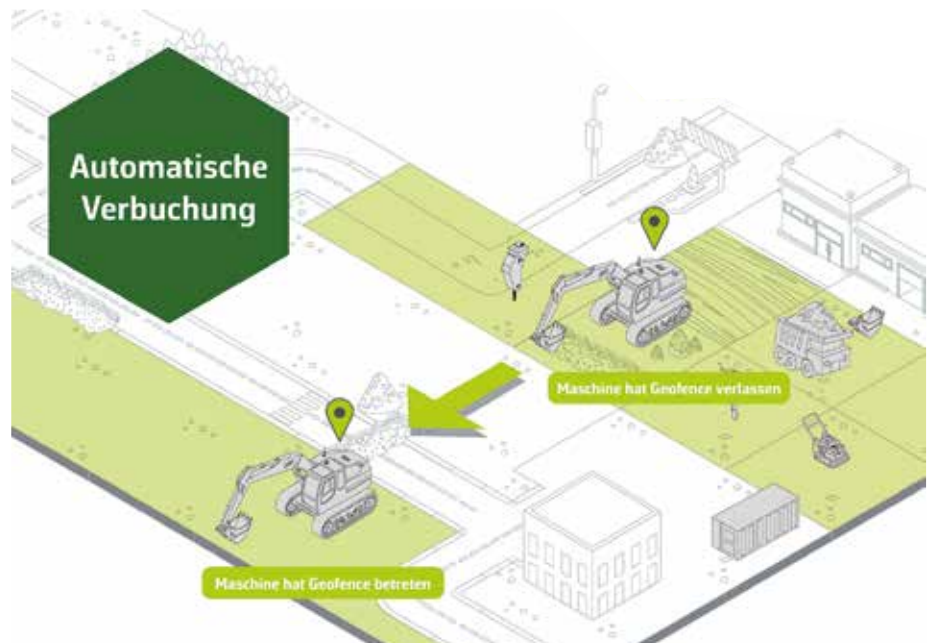 Automatische
Verbuchung
Maschine hat Geofence verlassen
Maschine hat Geofence betreten